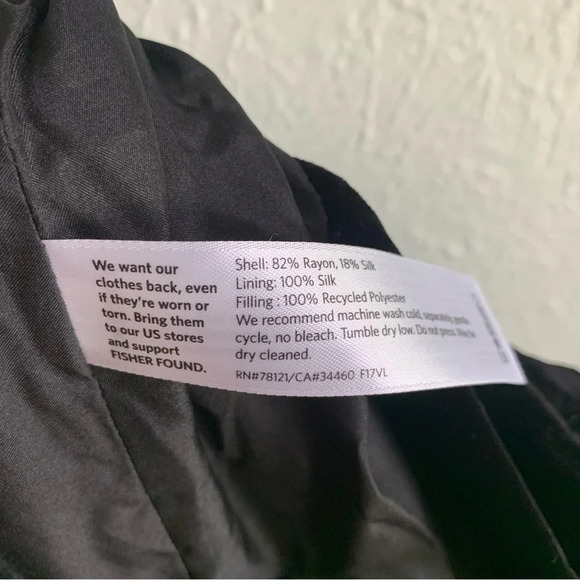 We want our
clothes back, even
if they're worn or
torn. Bring them
to our US stores
and support
FISHER FOUND.
Shell: 82% Rayon, 18% Silk
Lining: 100% Silk
Filling : 100% Recycled Polyester
We recommend machine wash cold, separately, gentle
cycle, no bleach. Tumble dry low. Do not press. May be
dry cleaned.
RN#78121/CA#34460 F17VL